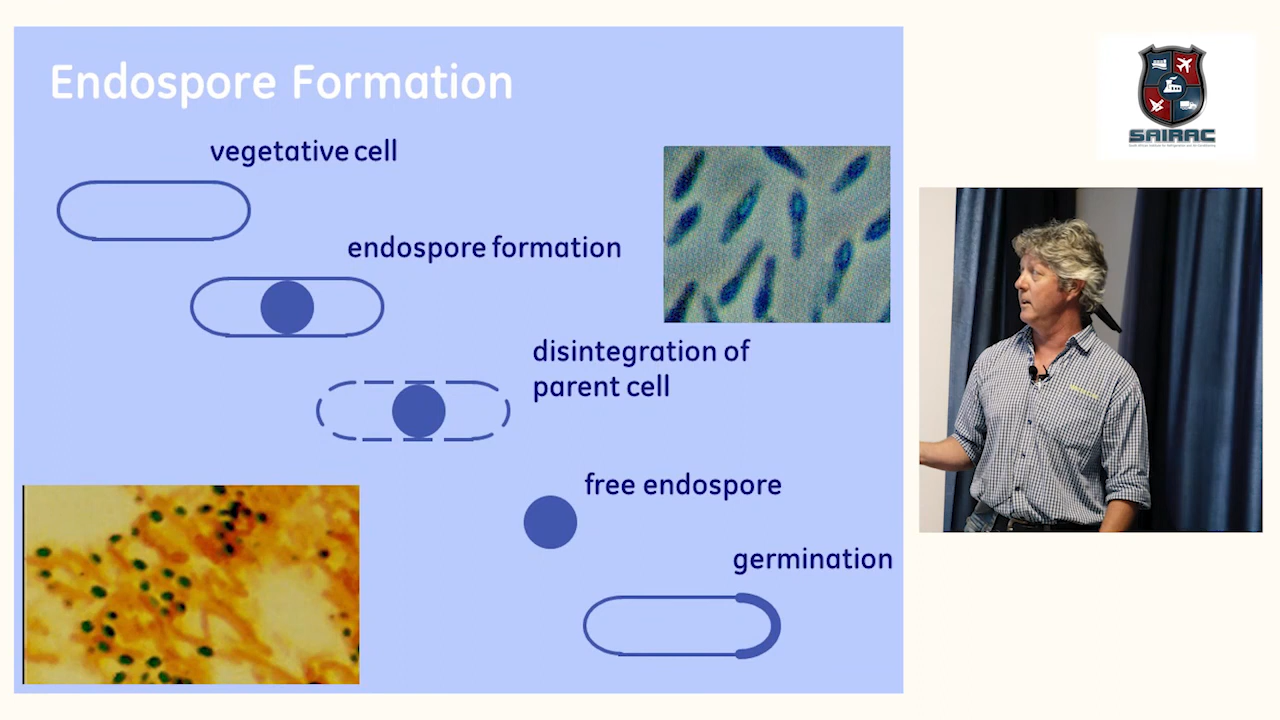 Endospore Formation
vegetative cell
endospore formation
disintegration of
parent cell
free endospore
germination
SAIRAC